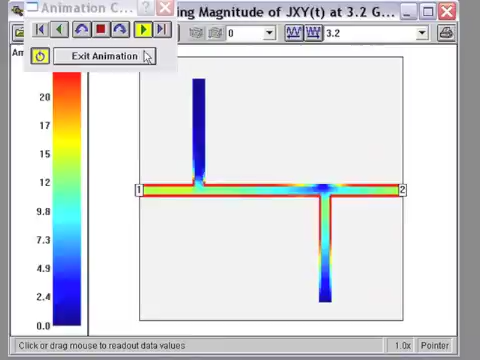 Animation C...
ing Magnitude of JXY(t) at 3.2 G...
0
3.2
Exit Animation
20
17
15
12
9.8
7.3
4.9
2.4
0.0
1
2
Click or drag mouse to readout data values
1.0x
Pointer